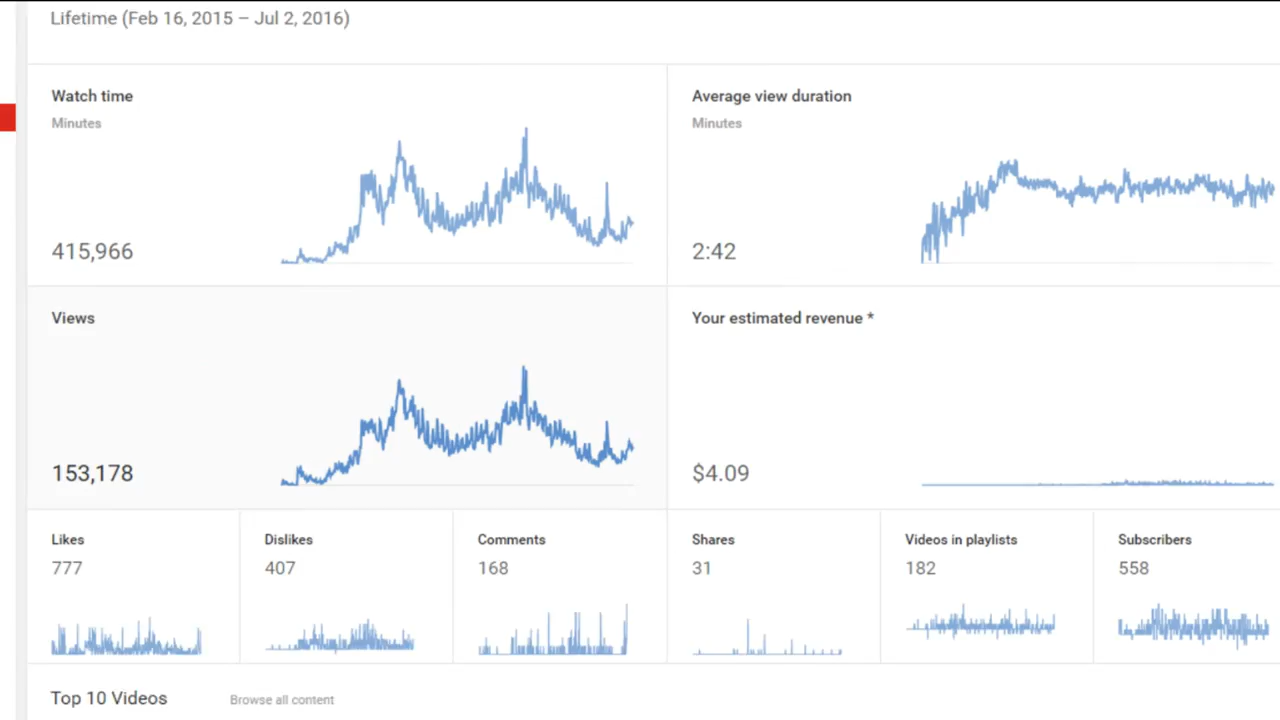 Lifetime (Feb 16, 2015 – Jul 2, 2016)
Watch time
Minutes
415,966
Average view duration
Minutes
2:42
Views
153,178
Your estimated revenue *
$4.09
Likes
777
Dislikes
407
Comments
168
Shares
31
Videos in playlists
182
Subscribers
558
Top 10 Videos Browse all content